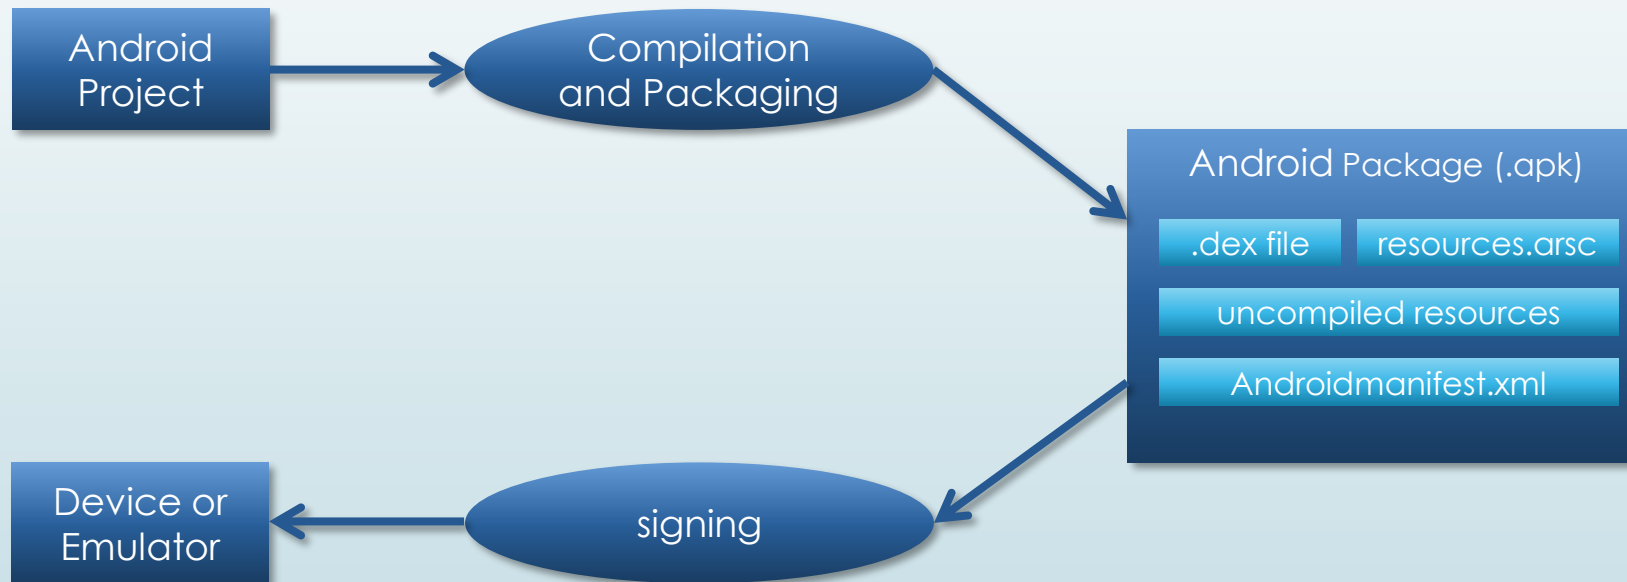 Android
Project
Compilation
and Packaging
Android Package (.apk)
.dex file
resources.arsc
uncompiled resources
Androidmanifest.xml
signing
Device or
Emulator